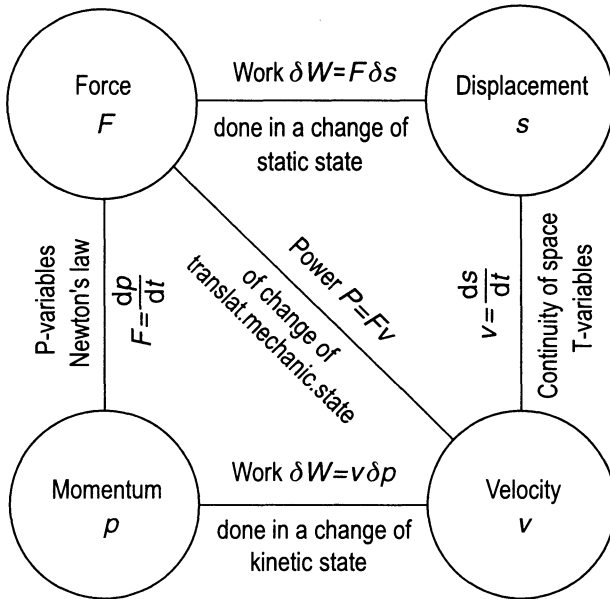 Force
F
Work δW=Fδs
done in a change of
static state
Displacement
s
P-variables
Newton's law
F=dp/dt
Power P=Fv
of change of
translat.mechanic.state
v=ds/dt
Continuity of space
T-variables
Momentum
p
Work δW=vδp
done in a change of
kinetic state
Velocity
v